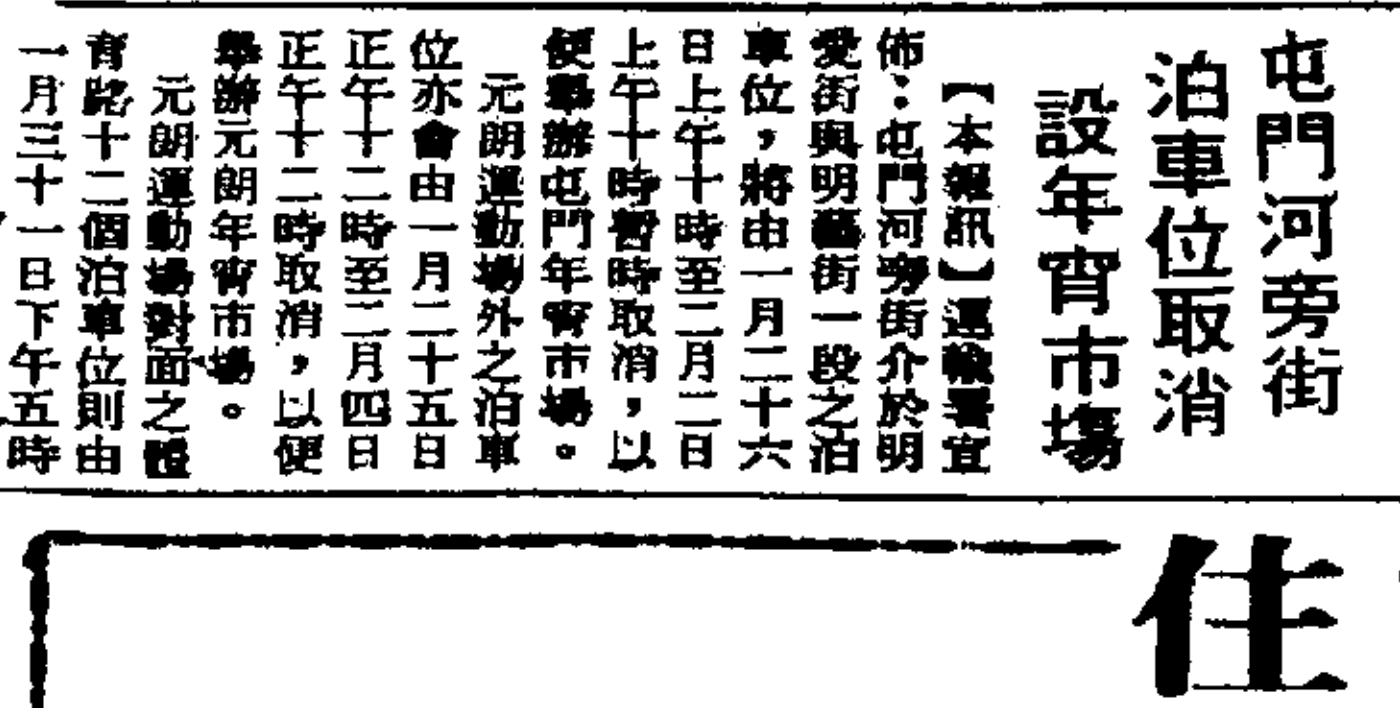 屯門河旁街
泊車位取消
設年宵市場
【本報訊】運輸署宣
佈：屯門河旁街介於明
愛街與明藝街一段之泊
車位，將由一月二十六
日上午十時至二月二日
上午十時暫時取消，以
便舉辦屯門年宵市場。
元朗運動場外之泊車
位亦會由一月二十五日
正午十二時至二月四日
正午十二時取消，以便
舉辦元朗年宵市場。
元朗運動場對面之體
育路十二個泊車位則由
一月三十一日下午五時
住